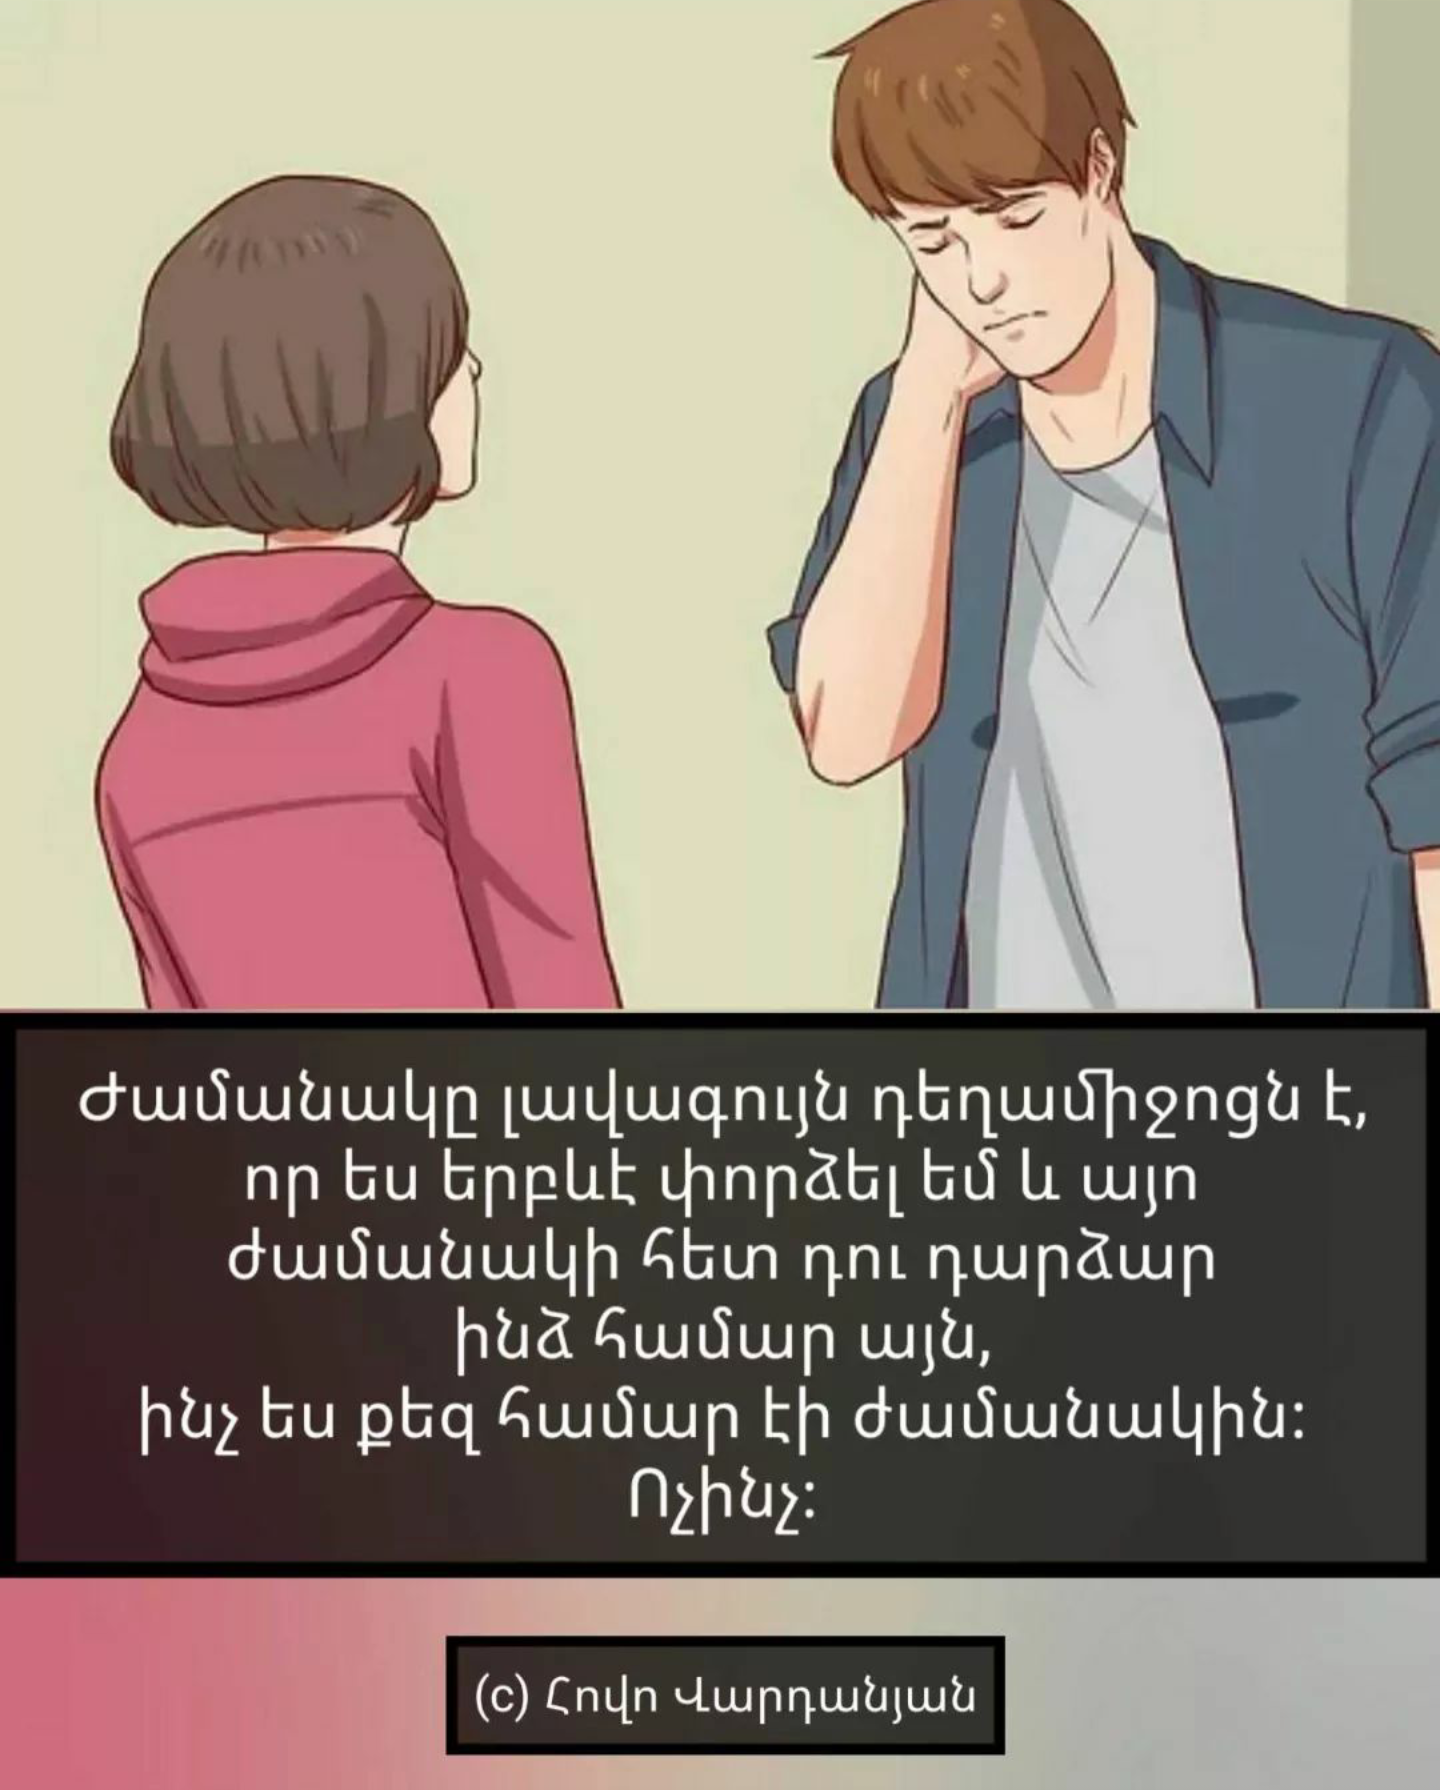 Ժամանակը լավագույն դեղամիջոցն է,
որ ես երբևէ փորձել եմ և այո
ժամանակի հետ դու դարձար
ինձ համար այն,
ինչ ես քեզ համար էի ժամանակին:
Ոչինչ:
(c) Հովո Վարդանյան